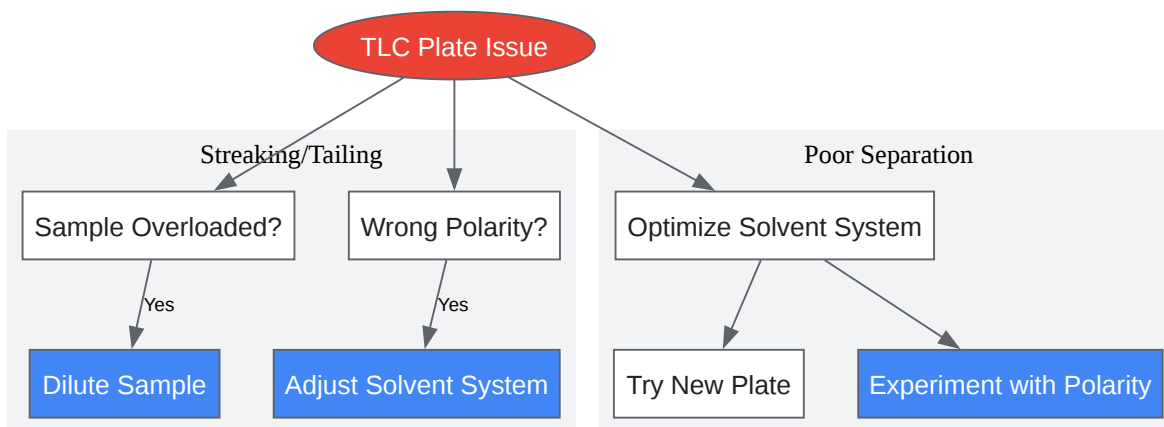 TLC Plate Issue
Streaking/Tailing
Poor Separation
Sample Overloaded?
Wrong Polarity?
Optimize Solvent System
Yes
Yes
Dilute Sample
Adjust Solvent System
Try New Plate
Experiment with Polarity